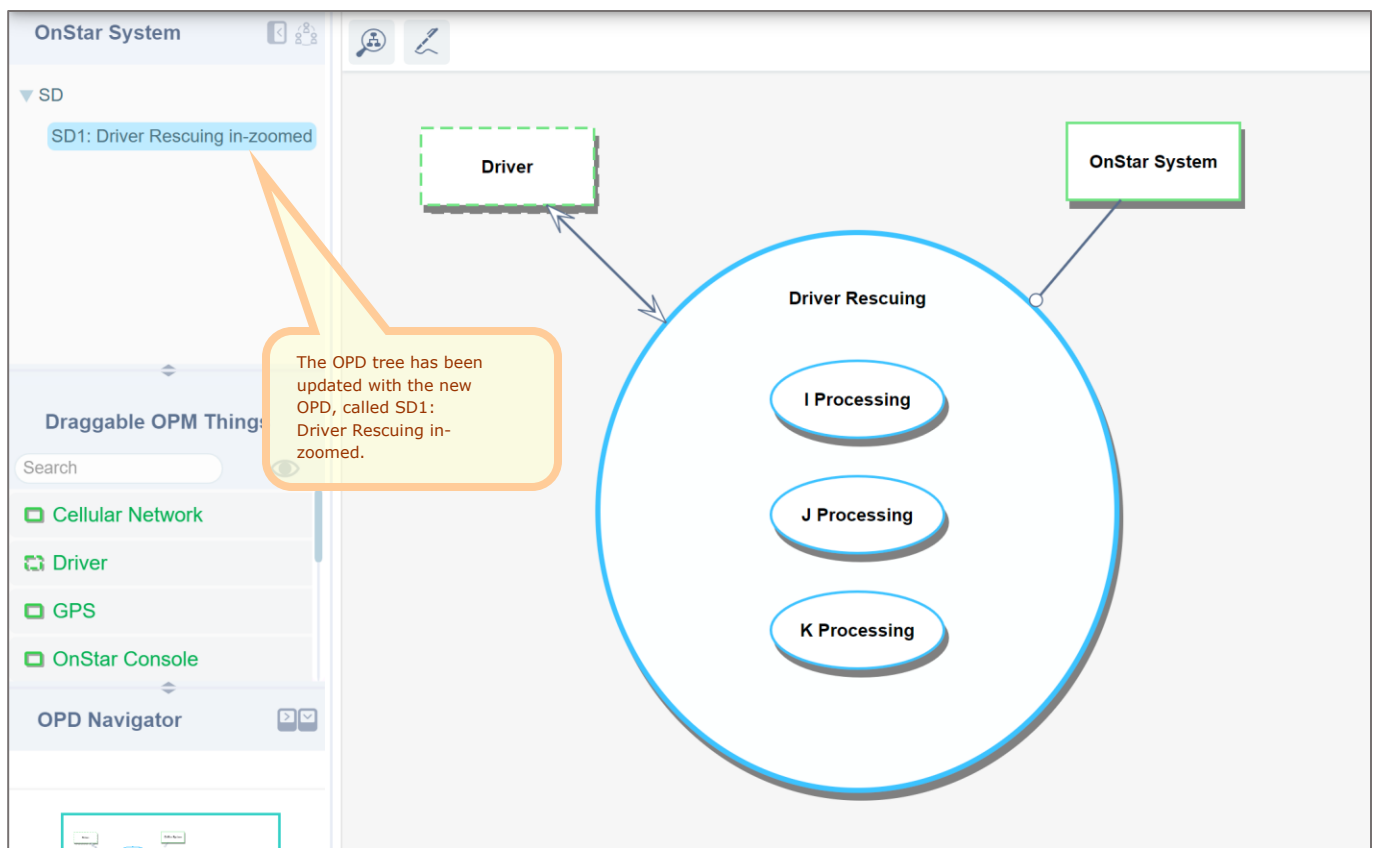 OnStar System
SD
SD1: Driver Rescuing in-zoomed
The OPD tree has been
updated with the new
OPD, called SD1:
Driver Rescuing in-
zoomed.
Draggable OPM Things
Search
Cellular Network
Driver
GPS
OnStar Console
OPD Navigator
Driver
OnStar System
Driver Rescuing
I Processing
J Processing
K Processing